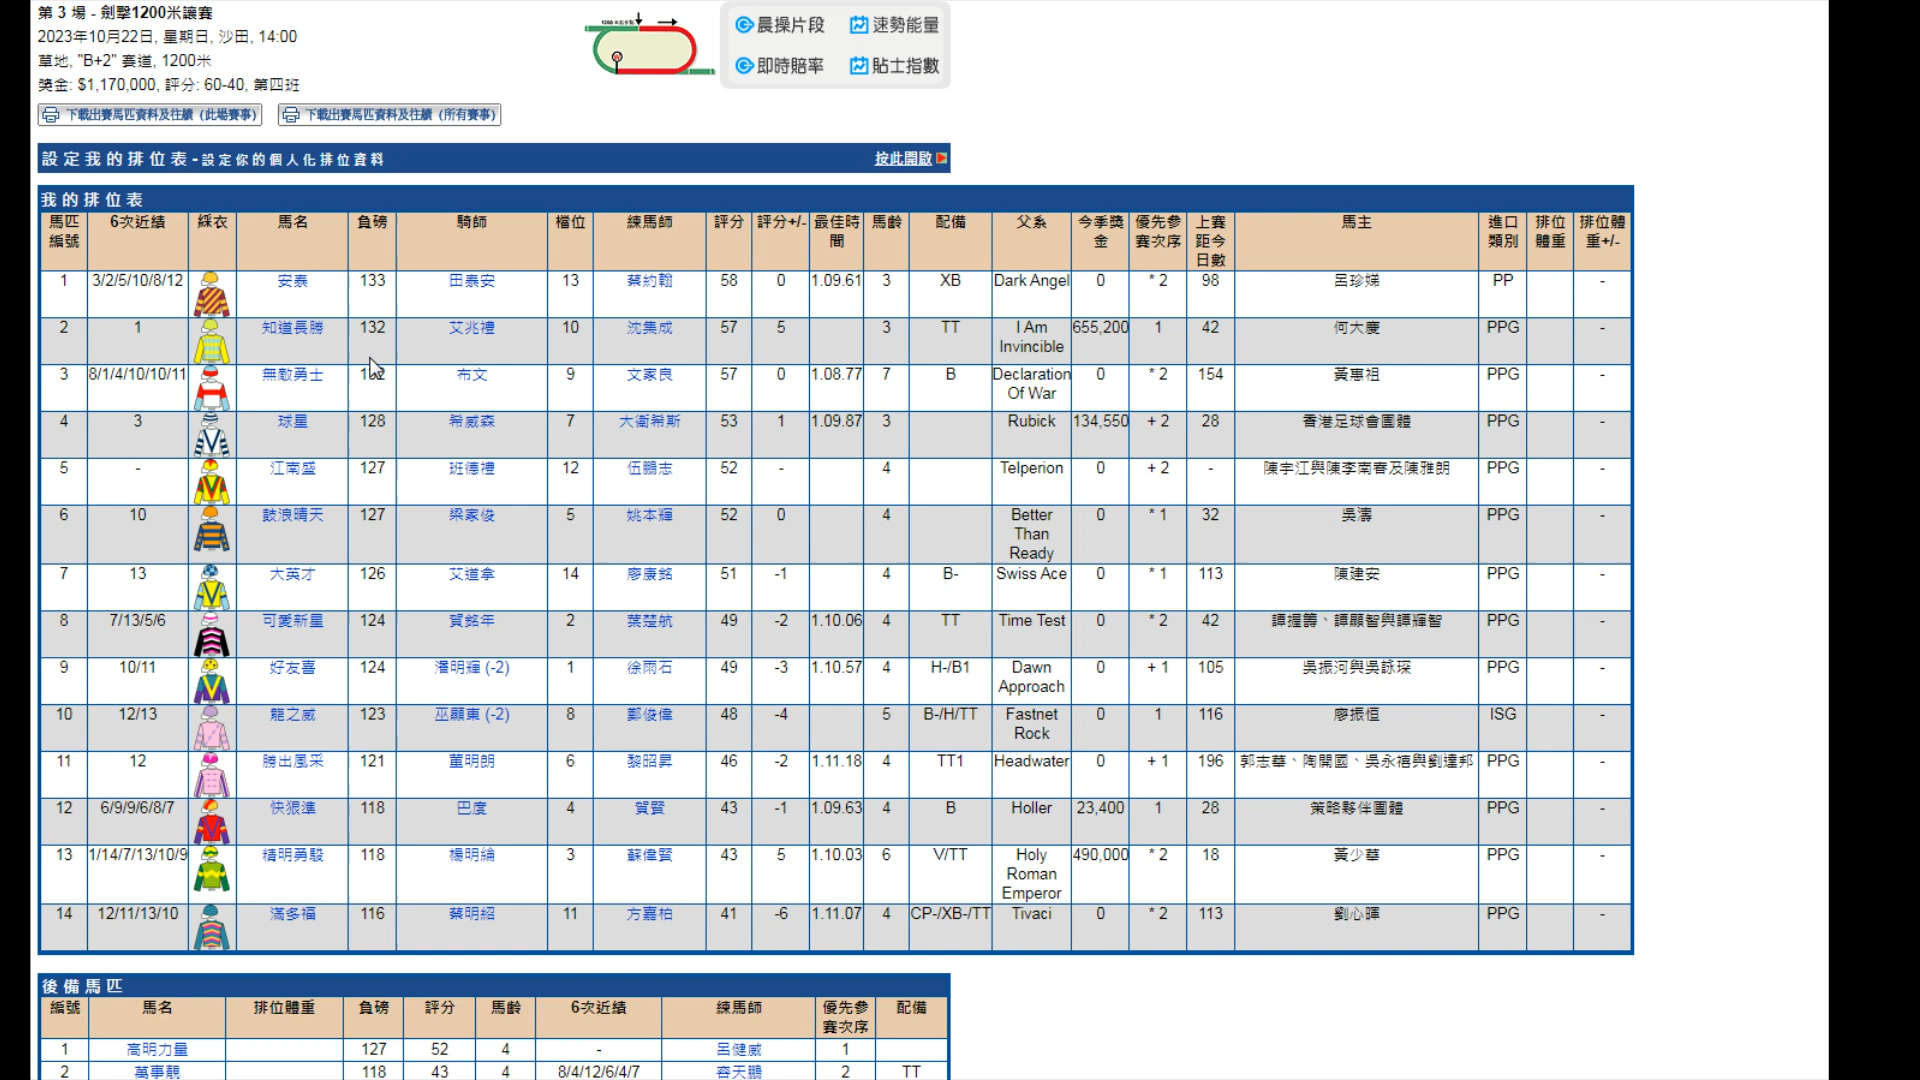 第 3 場 - 劍擊1200米讓賽
2023年10月22日, 星期日, 沙田, 14:00
草地, "B+2" 賽道, 1200米
獎金: $1,170,000, 評分: 60-40, 第四班
晨操片段 速勢能量
即時賠率 貼士指數
下載出賽馬匹資料及往績 (此場賽事) 下載出賽馬匹資料及往績 (所有賽事)
設定我的排位表-設定你的個人化排位資料 按此開啟
我的排位表
馬匹編號 6次近績 綵衣 馬名 負磅 騎師 檔位 練馬師 評分 評分+/- 最佳時間 馬齡 配備 父系 今季獎金 優先參賽次序 上賽距今日數 馬主 進口類別 排位體重 排位體重+/-
1 3/2/5/10/8/12 安泰 133 田泰安 13 蔡約翰 58 0 1.09.61 3 XB Dark Angel 0 * 2 98 呂珍娣 PP -
2 1 知道長勝 132 艾兆禮 10 沈集成 57 5 3 TT I Am Invincible 655,200 1 42 何大慶 PPG -
3 8/1/4/10/10/11 無敵勇士 132 布文 9 文家良 57 0 1.08.77 7 B Declaration Of War 0 * 2 154 黃惠祖 PPG -
4 3 球星 128 希威森 7 大衛希斯 53 1 1.09.87 3 Rubick 134,550 + 2 28 香港足球會團體 PPG -
5 - 江南盛 127 班德禮 12 伍鵬志 52 - 4 Telperion 0 + 2 - 陳宇江與陳李南春及陳雅朗 PPG -
6 10 鼓浪晴天 127 梁家俊 5 姚本輝 52 0 4 Better Than Ready 0 * 1 32 吳濤 PPG -
7 13 大英才 126 艾道拿 14 廖康銘 51 -1 4 B- Swiss Ace 0 * 1 113 陳建安 PPG -
8 7/13/5/6 可愛新星 124 賀銘年 2 葉楚航 49 -2 1.10.06 4 TT Time Test 0 * 2 42 譚握籌、譚顯智與譚輝智 PPG -
9 10/11 好友喜 124 潘明輝 (-2) 1 徐雨石 49 -3 1.10.57 4 H-/B1 Dawn Approach 0 + 1 105 吳振河與吳詠琛 PPG -
10 12/13 龍之威 123 巫顯東 (-2) 8 鄭俊偉 48 -4 5 B-/H/TT Fastnet Rock 0 1 116 廖振恒 ISG -
11 12 勝出風采 121 董明朗 6 黎昭昇 46 -2 1.11.18 4 TT1 Headwater 0 + 1 196 郭志華、陶開國、吳永禧與劉達邦 PPG -
12 6/9/9/6/8/7 快狠準 118 巴度 4 賀賢 43 -1 1.09.63 4 B Holler 23,400 1 28 策略夥伴團體 PPG -
13 1/14/7/13/10/9 精明勇駿 118 楊明綸 3 蘇偉賢 43 5 1.10.03 6 V/TT Holy Roman Emperor 490,000 * 2 18 黃少華 PPG -
14 12/11/13/10 滿多福 116 蔡明紹 11 方嘉柏 41 -6 1.11.07 4 CP-/XB-/TT Tivaci 0 * 2 113 劉心暉 PPG -
後備馬匹
編號 馬名 排位體重 負磅 評分 馬齡 6次近績 練馬師 優先參賽次序 配備
1 高明力量 127 52 4 - 呂健威 1
2 萬事靚 118 43 4 8/4/12/6/4/7 容天鵬 2 TT